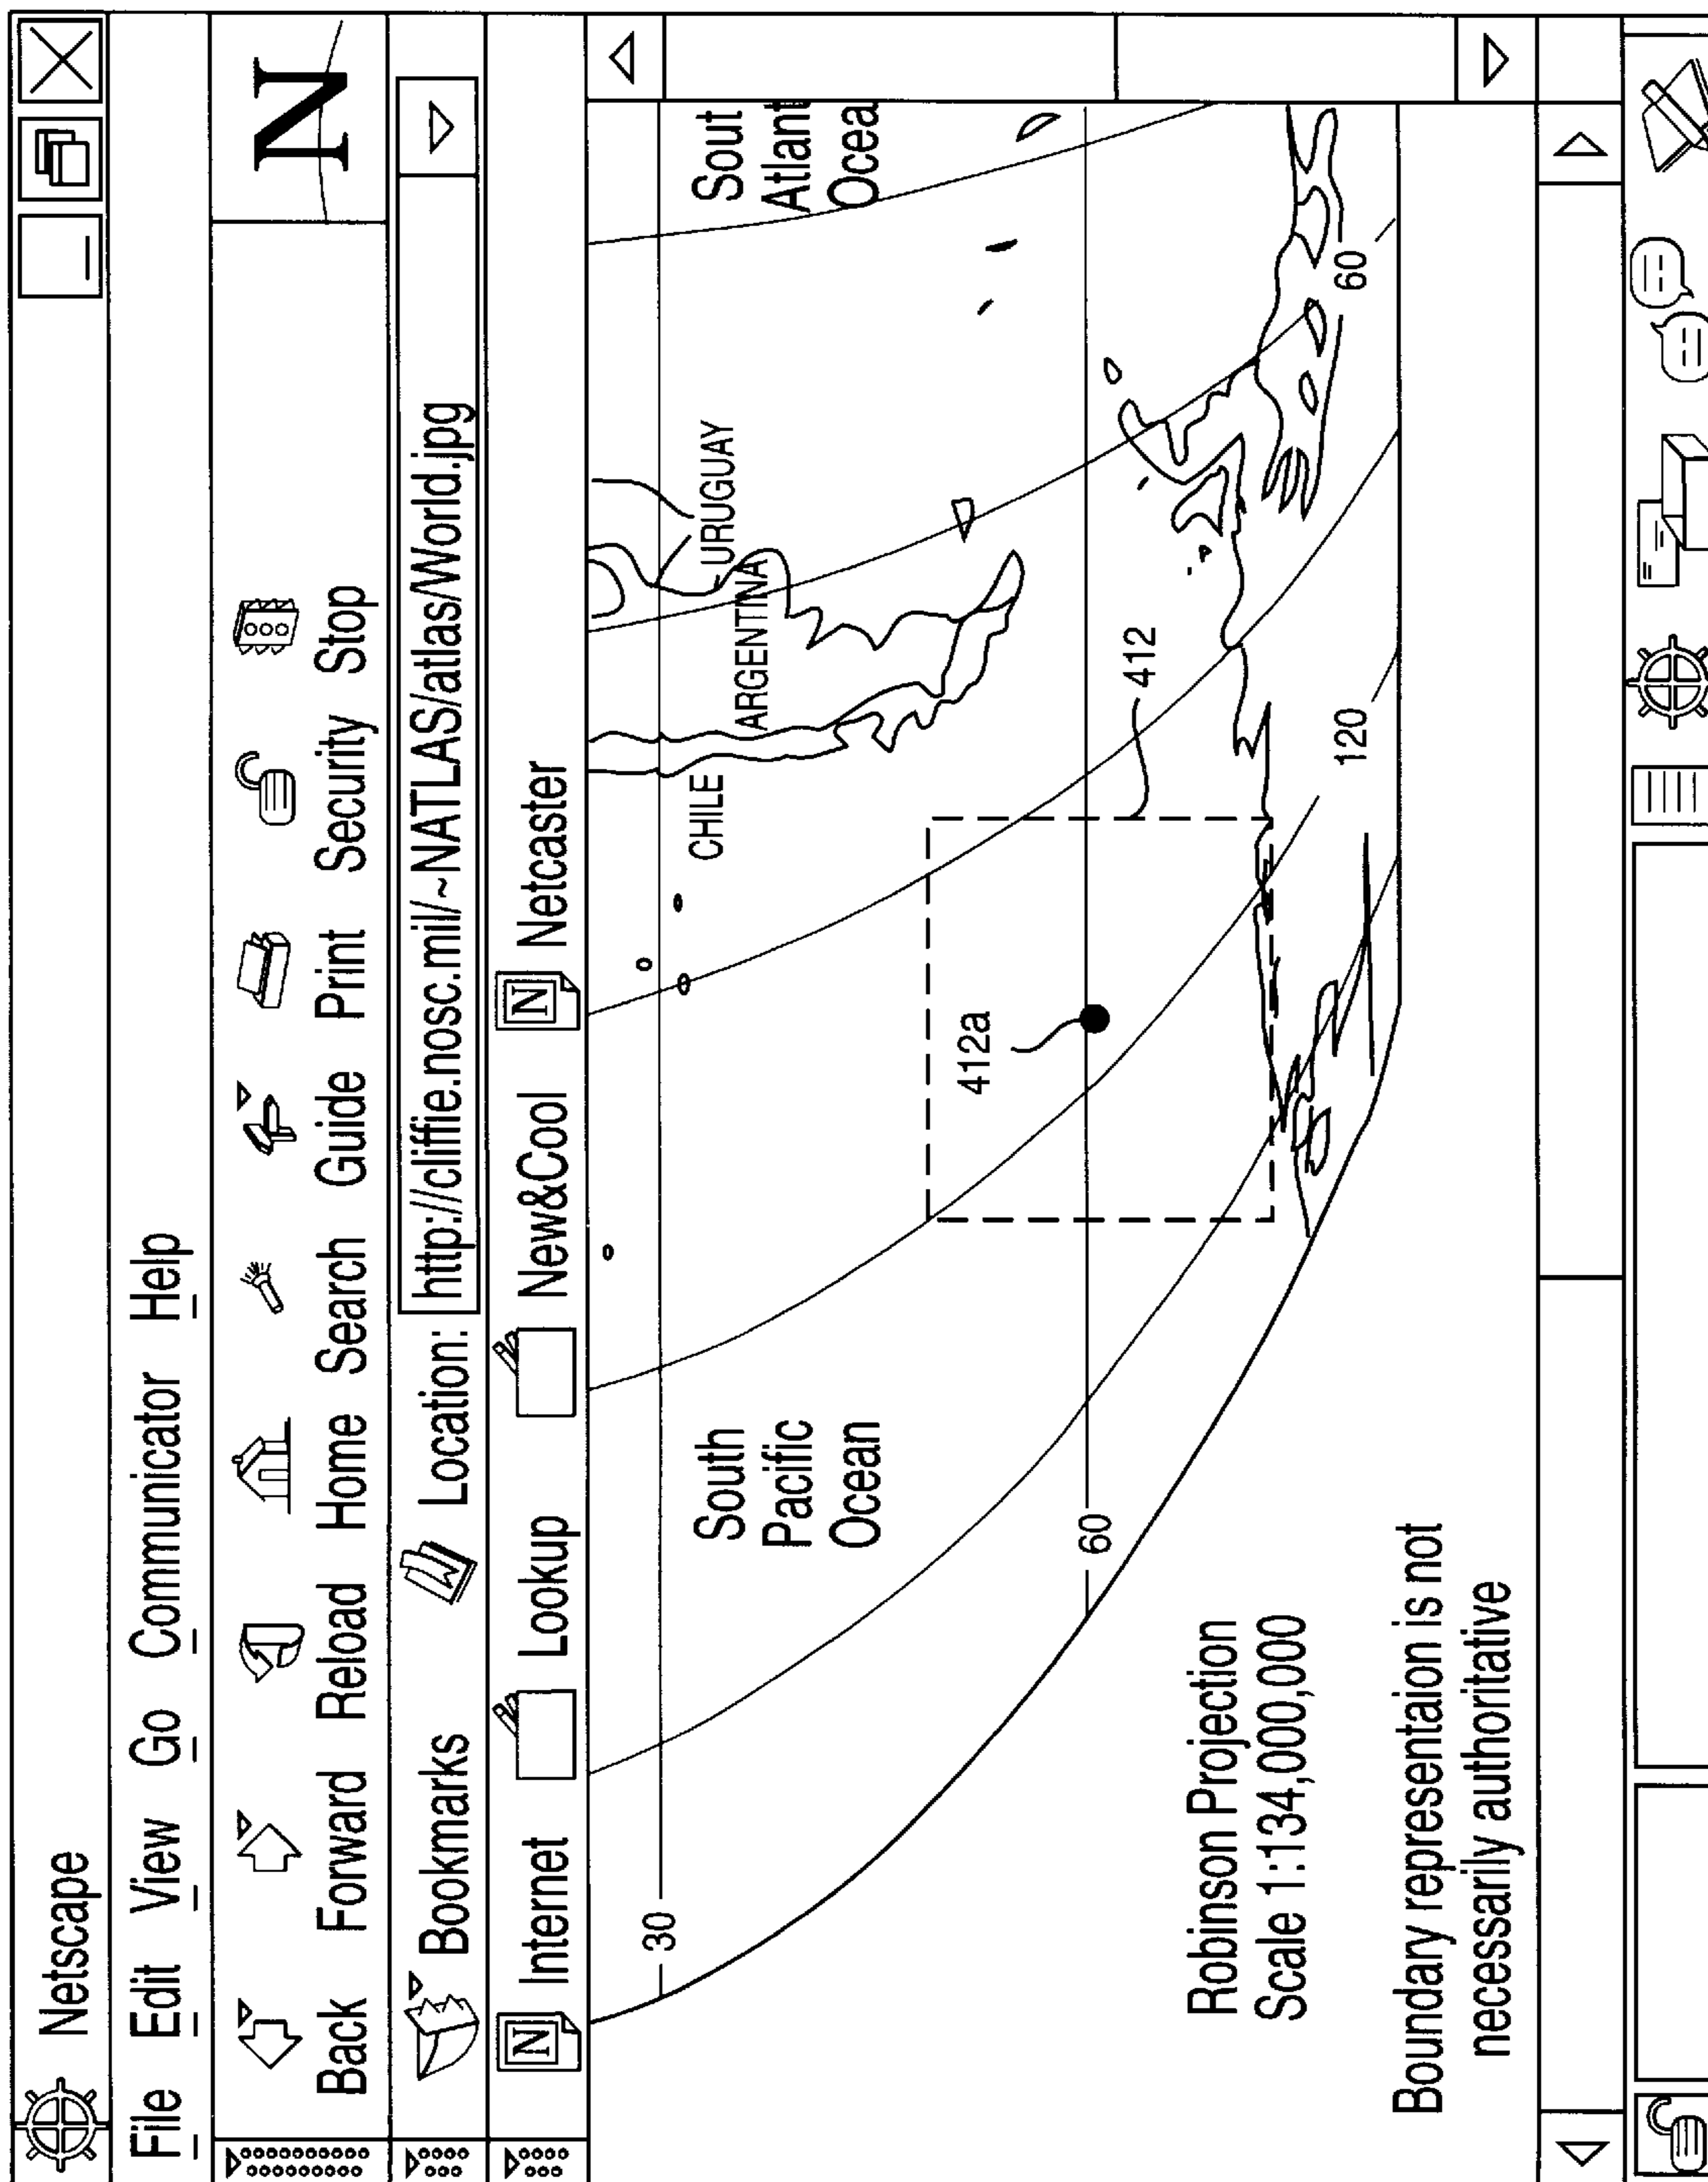 Netscape
File Edit View Go Communicator Help
Back Forward Reload Home Search Guide Print Security Stop
N
Bookmarks Location: http://cliffie.nosc.mil/~NATLAS/atlas/World.jpg
N Internet Lookup New&Cool N Netcaster
30
South
Pacific
Ocean
CHILE
ARGENTINA
URUGUAY
Sout
Atlant
Ocea
412a
412
60
120
60
Robinson Projection
Scale 1:134,000,000
Boundary representaion is not
necessarily authoritative